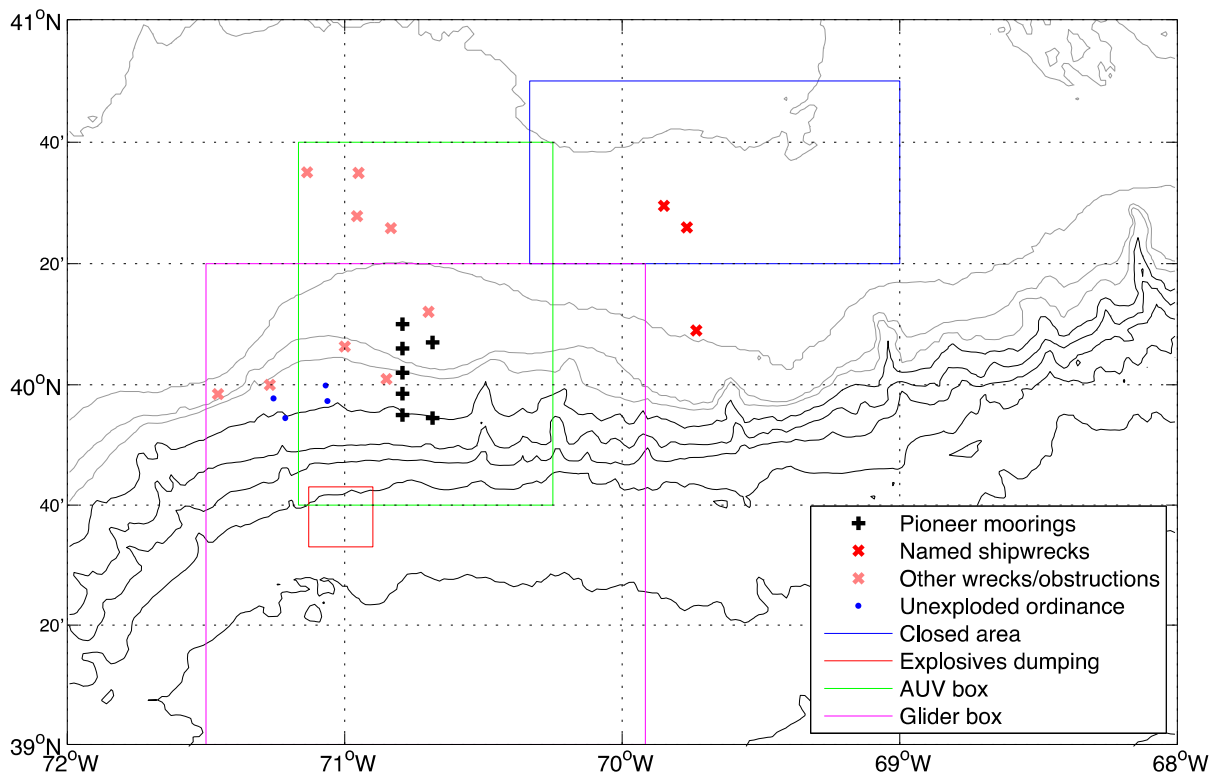 41°N
40'
20'
40°N
40'
20'
39°N
72°W
71°W
70°W
69°W
68°W
Pioneer moorings
Named shipwrecks
Other wrecks/obstructions
Unexploded ordinance
Closed area
Explosives dumping
AUV box
Glider box